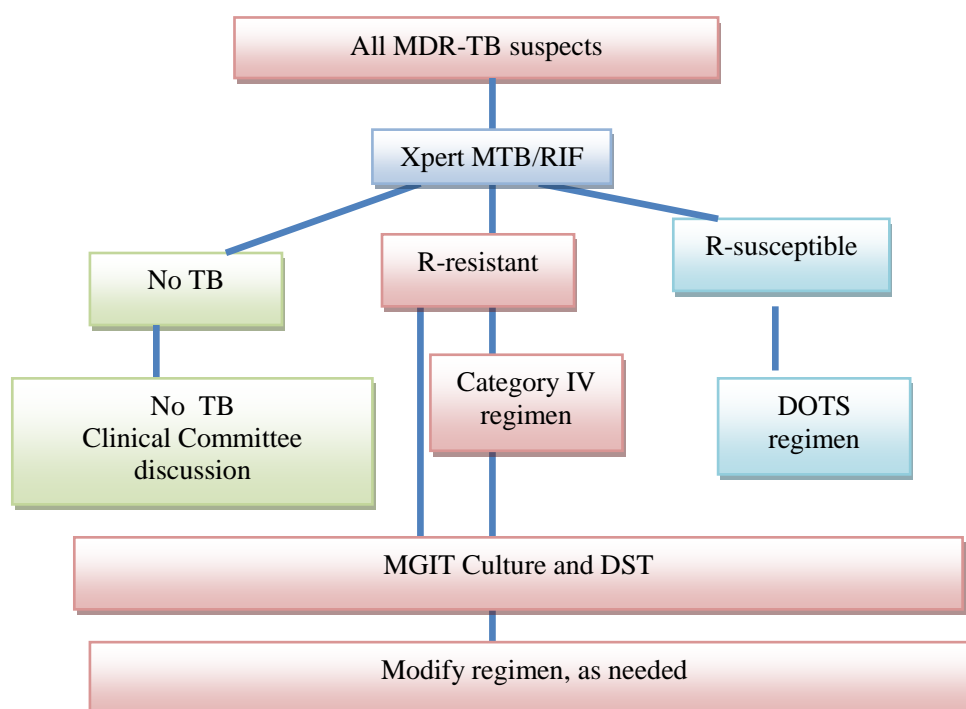 All MDR-TB suspects
Xpert MTB/RIF
No TB
R-resistant
R-susceptible
No TB
Clinical Committee
discussion
Category IV
regimen
DOTS
regimen
MGIT Culture and DST
Modify regimen, as needed